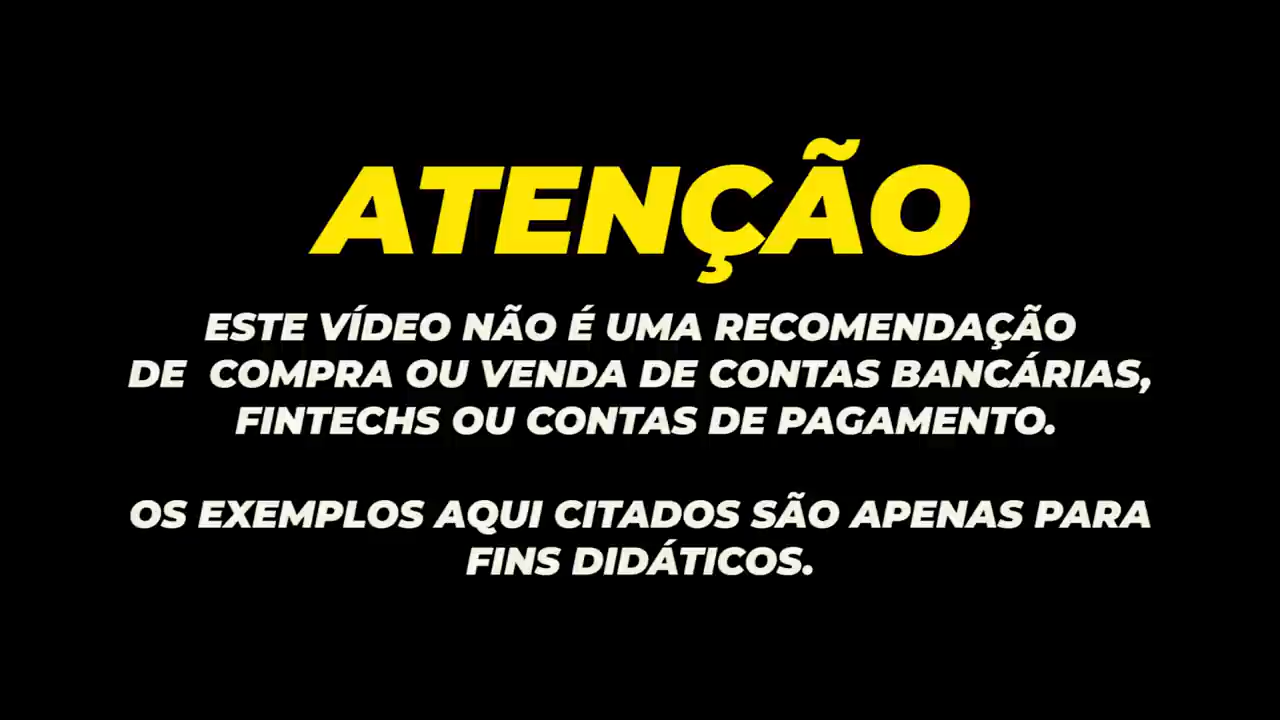 ATENÇÃO
ESTE VÍDEO NÃO É UMA RECOMENDAÇÃO
DE COMPRA OU VENDA DE CONTAS BANCÁRIAS,
FINTECHS OU CONTAS DE PAGAMENTO.
OS EXEMPLOS AQUI CITADOS SÃO APENAS PARA
FINS DIDÁTICOS.